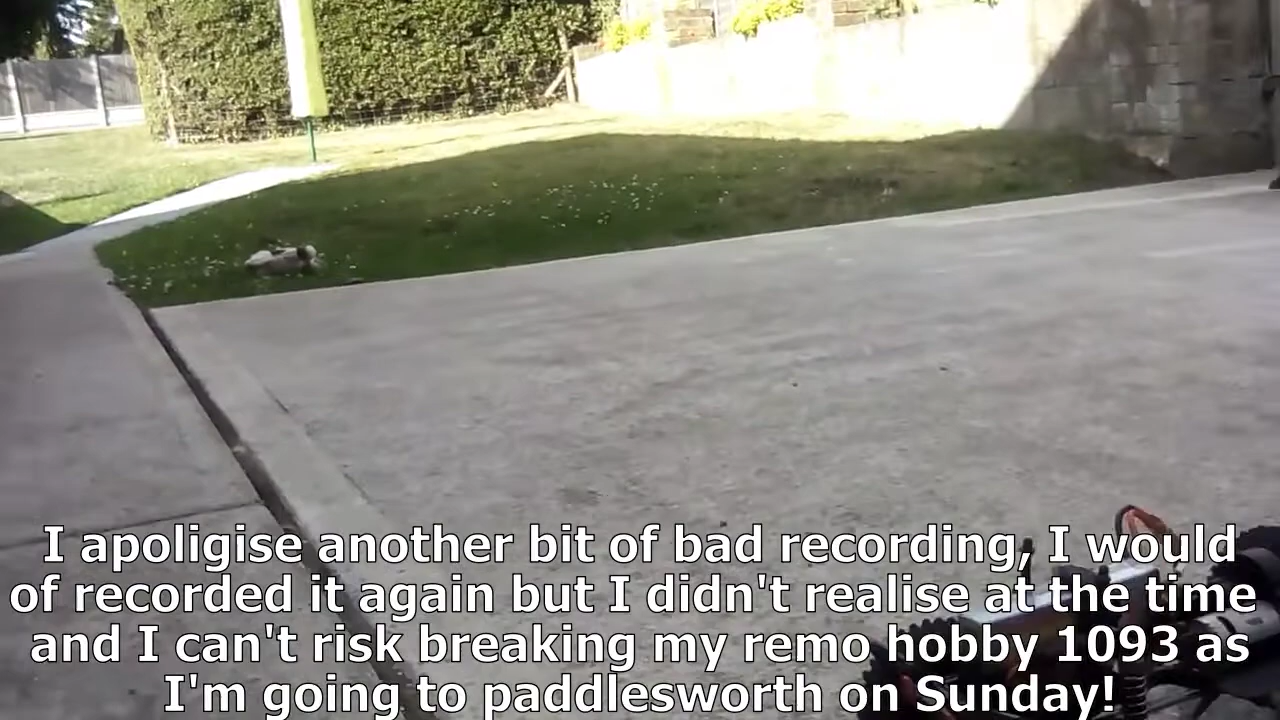 I apoligise another bit of bad recording, I would
of recorded it again but I didn't realise at the time
and I can't risk breaking my remo hobby 1093 as
I'm going to paddlesworth on Sunday!